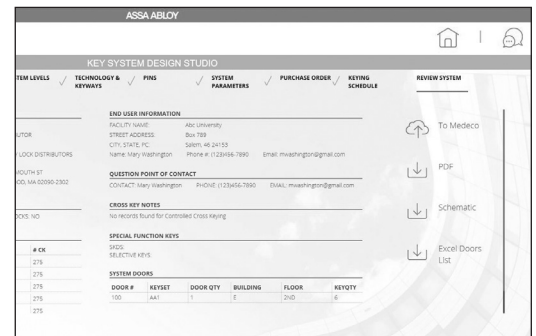 ASSA ABLOY
KEY SYSTEM DESIGN STUDIO
TEM LEVELS
TECHNOLOGY & KEYWAYS
PINS
SYSTEM PARAMETERS
PURCHASE ORDER
KEYING SCHEDULE
REVIEW SYSTEM
UTOR
Y LOCK DISTRIBUTORS
MOUTH ST
OOD, MA 02090-2302
OCKS, NO
# CK
275
275
275
275
275
END USER INFORMATION
FACILITY NAME: Abc University
STREET ADDRESS: Box 789
CITY, STATE, PC: Salem, 46 24153
Name: Mary Washington Phone #: (123)456-7890 Email: mwashington@gmail.com
QUESTION POINT OF CONTACT
CONTACT: Mary Washington PHONE: (123)456-7890 EMAIL: mwashington@gmail.com
CROSS KEY NOTES
No records found for Controlled Cross Keying
SPECIAL FUNCTION KEYS
SKDS:
SELECTIVE KEYS:
SYSTEM DOORS
DOOR # KEYSET DOOR QTY BUILDING FLOOR KEYQTY
100 AA1 1 E 2ND 6
To Medeco
PDF
Schematic
Excel Doors
List